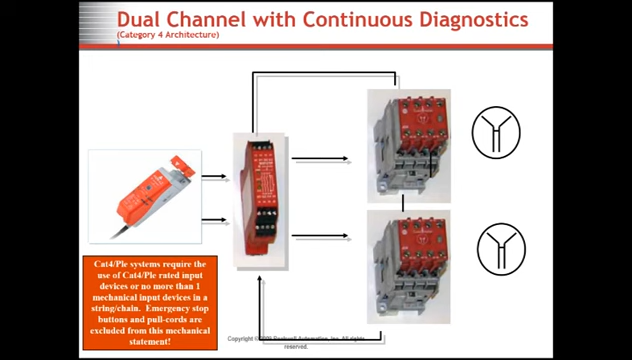 Dual Channel with Continuous Diagnostics
(Category 4 Architecture)
Cat4/Ple systems require the
use of Cat4/Ple rated input
devices or no more than 1
mechanical input devices in a
string/chain. Emergency stop
buttons and pull-cords are
excluded from this mechanical
statement!
Copyright © Rockwell Automation, Inc. All rights
reserved.